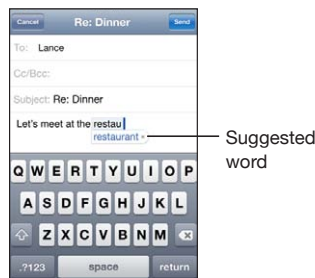 Cancel Re: Dinner Send
To: Lance
Cc/Bcc:
Subject: Re: Dinner
Let's meet at the restau
restaurant ×
Suggested
word
Q W E R T Y U I O P
A S D F G H J K L
Z X C V B N M
.?123 space return